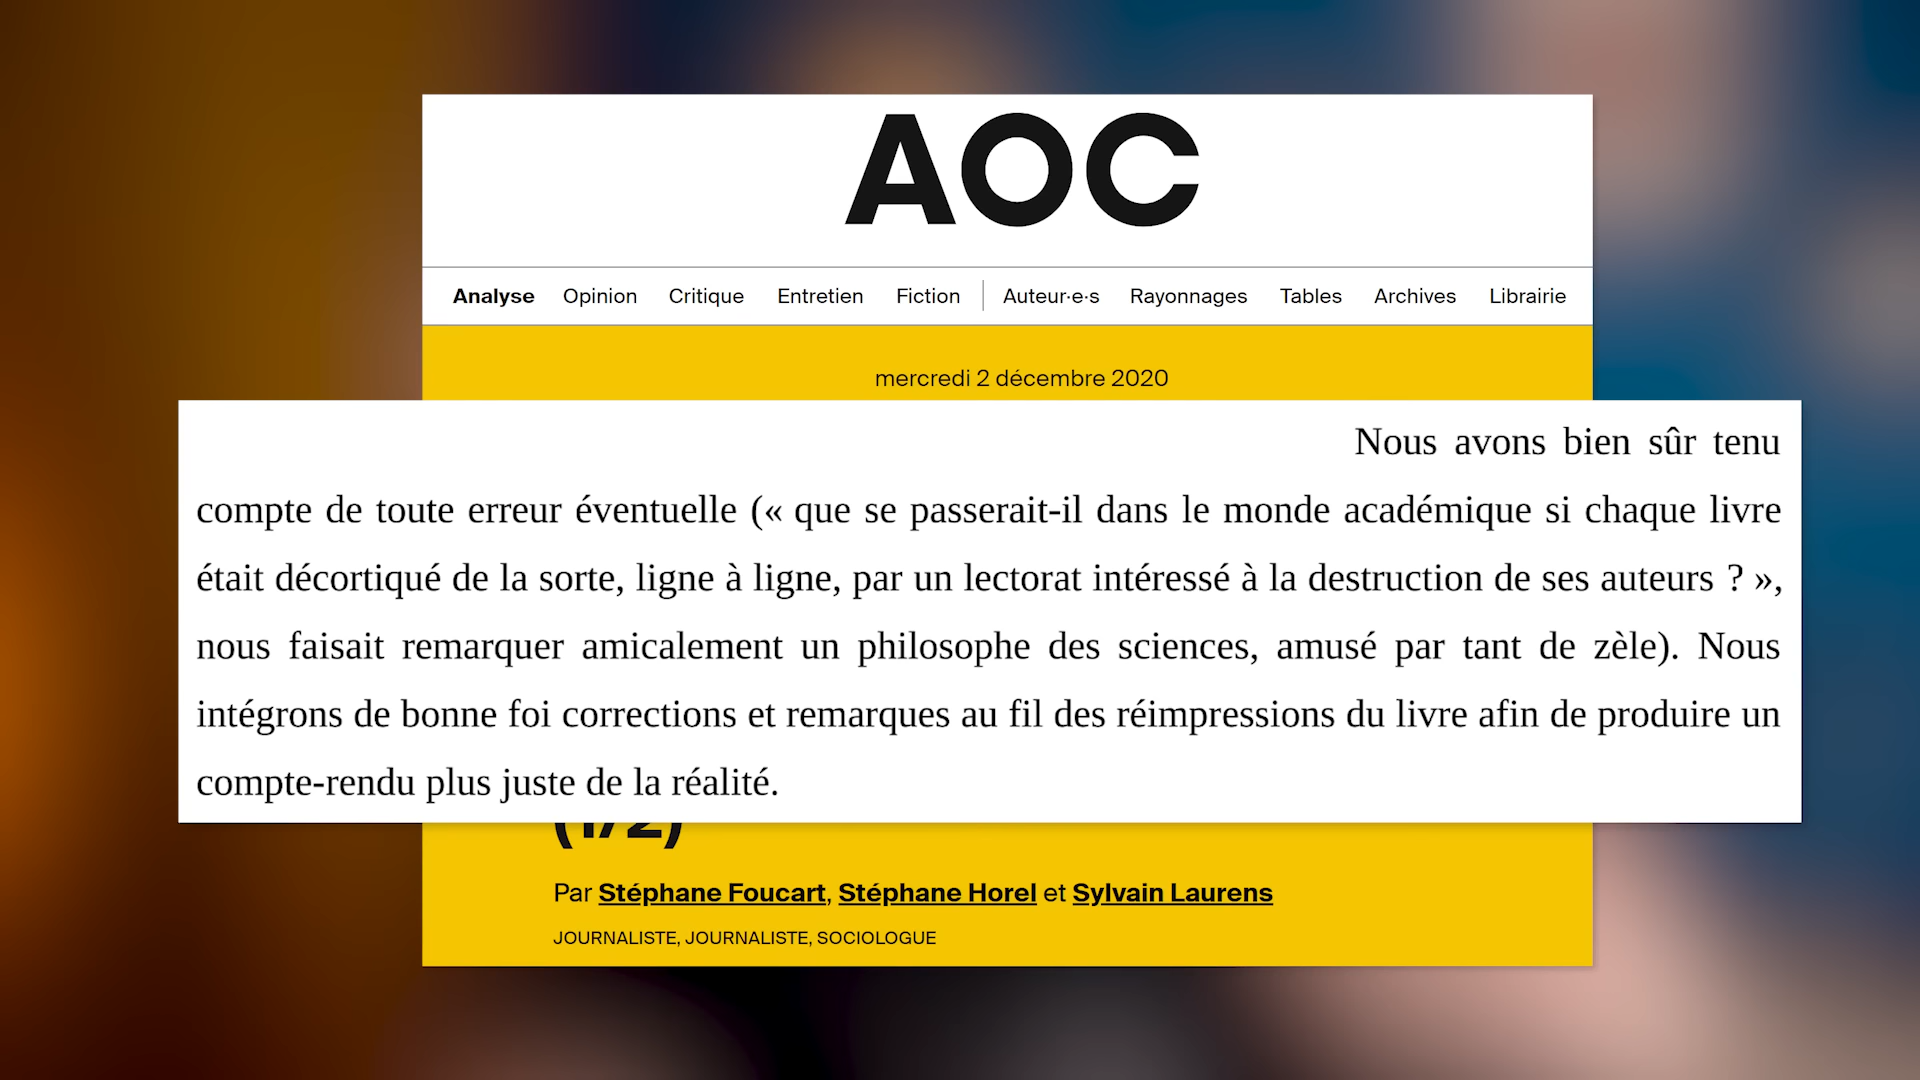 AOC
Analyse Opinion Critique Entretien Fiction Auteur·e·s Rayonnages Tables Archives Librairie
mercredi 2 décembre 2020
Nous avons bien sûr tenu
compte de toute erreur éventuelle (« que se passerait-il dans le monde académique si chaque livre
était décortiqué de la sorte, ligne à ligne, par un lectorat intéressé à la destruction de ses auteurs ? »,
nous faisait remarquer amicalement un philosophe des sciences, amusé par tant de zèle). Nous
intégrons de bonne foi corrections et remarques au fil des réimpressions du livre afin de produire un
compte-rendu plus juste de la réalité.
(1/2)
Par Stéphane Foucart, Stéphane Horel et Sylvain Laurens
JOURNALISTE, JOURNALISTE, SOCIOLOGUE